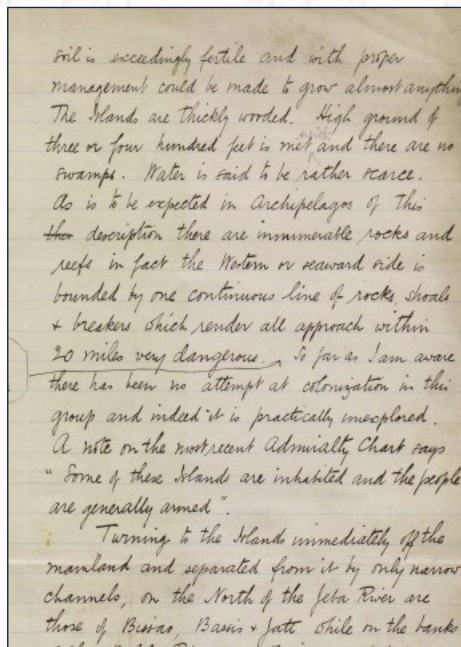 soil is exceedingly fertile and with proper
management could be made to grow almost anything
The Islands are thickly wooded. High ground of
three or four hundred feet is met and there are no
swamps. Water is said to be rather scarce.
As is to be expected in Archipelagos of this
description there are innumerable rocks and
reefs in fact the Western or seaward side is
bounded by one continuous line of rocks, shoals
+ breakers which render all approach within
20 miles very dangerous. So far as I am aware
there has been no attempt at colonization in this
group and indeed it is practically unexplored.
A note on the most recent Admiralty Chart says
"Some of these Islands are inhabited and the people
are generally armed".
Turning to the Islands immediately off the
mainland and separated from it by only narrow
channels, on the North of the Jeba River are
those of Bissao, Bassis + Jatt while on the banks